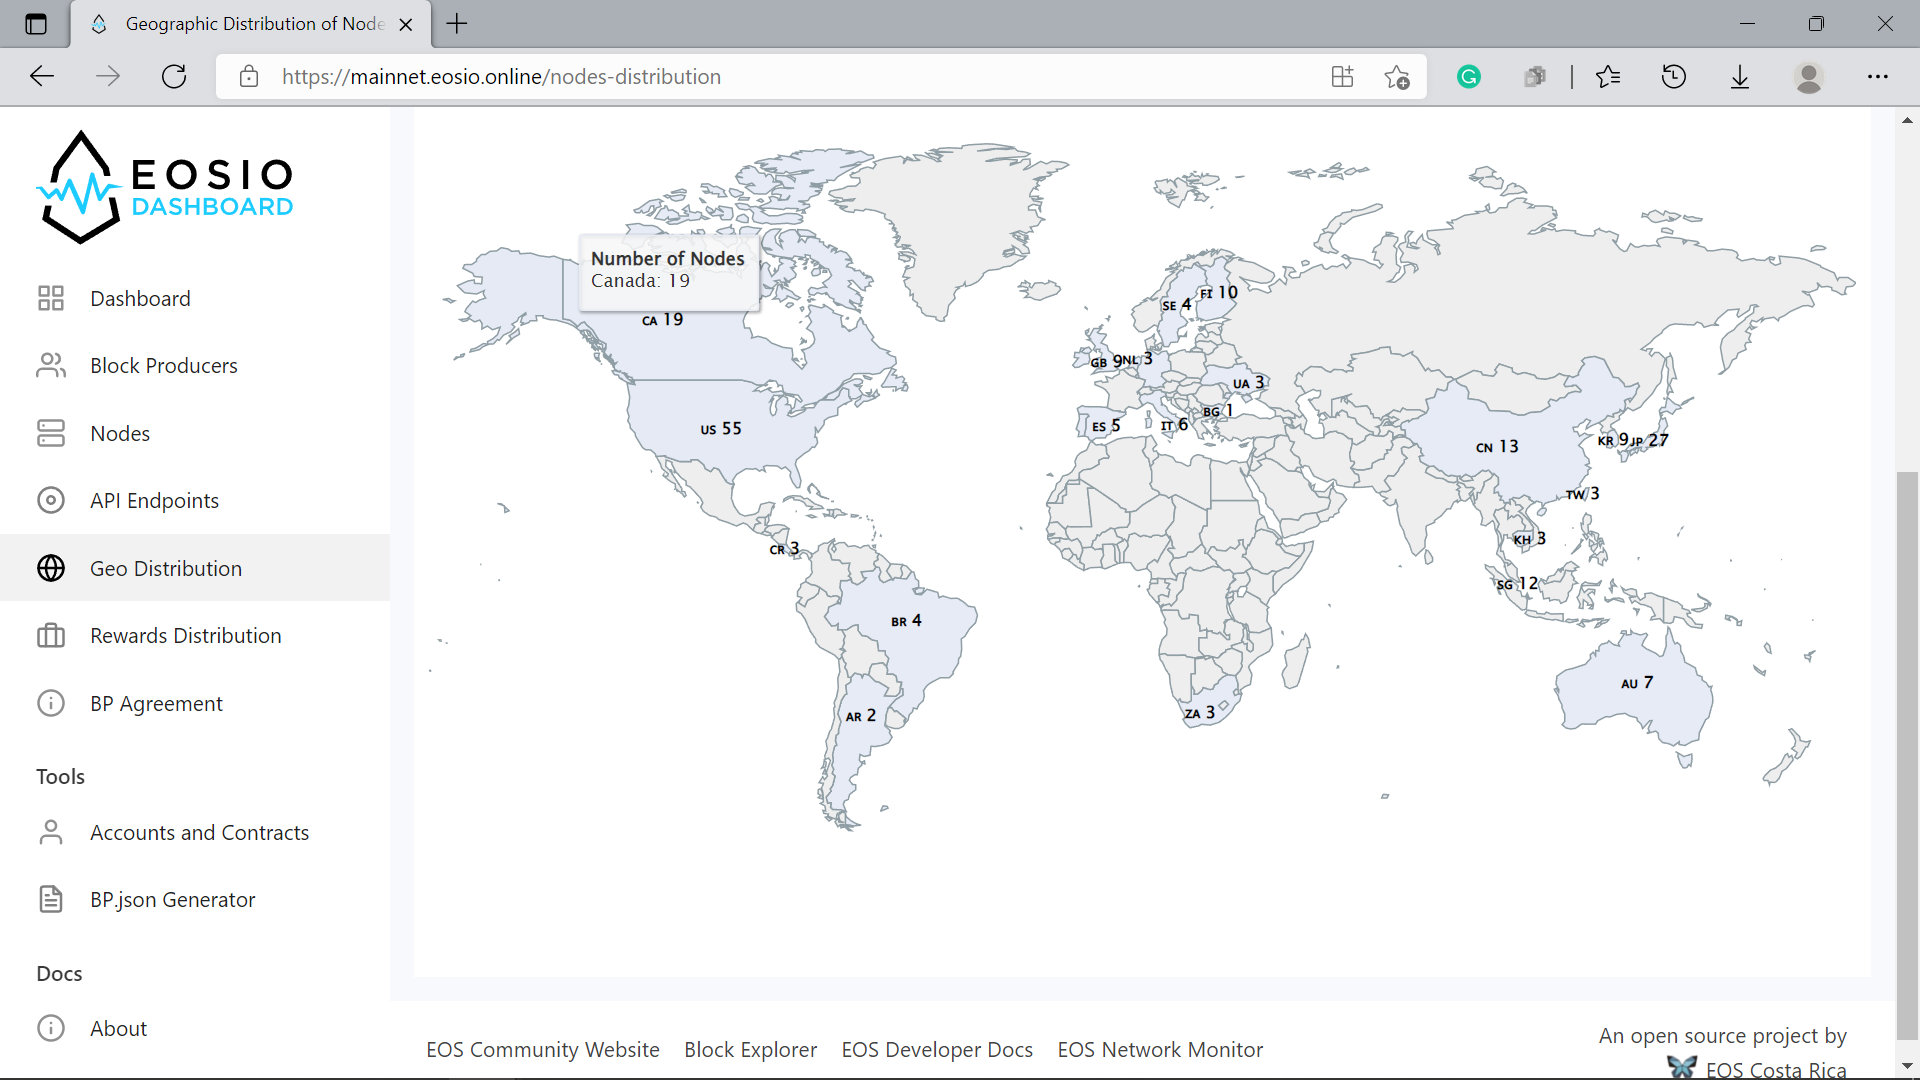 Geographic Distribution of Node
https://mainnet.eosio.online/nodes-distribution
EOSIO
DASHBOARD
Dashboard
Block Producers
Nodes
API Endpoints
Geo Distribution
Rewards Distribution
BP Agreement
Tools
Accounts and Contracts
BP.json Generator
Docs
About
Number of Nodes
Canada: 19
CA 19
US 55
CR 3
BR 4
AR 2
SE 4
FI 10
GB 9
NL 3
UA 3
BG 1
ES 5
IT 6
CN 13
KR 9
JP 27
TW 3
KH 3
SG 12
ZA 3
AU 7
EOS Community Website
Block Explorer
EOS Developer Docs
EOS Network Monitor
An open source project by
EOS Costa Rica